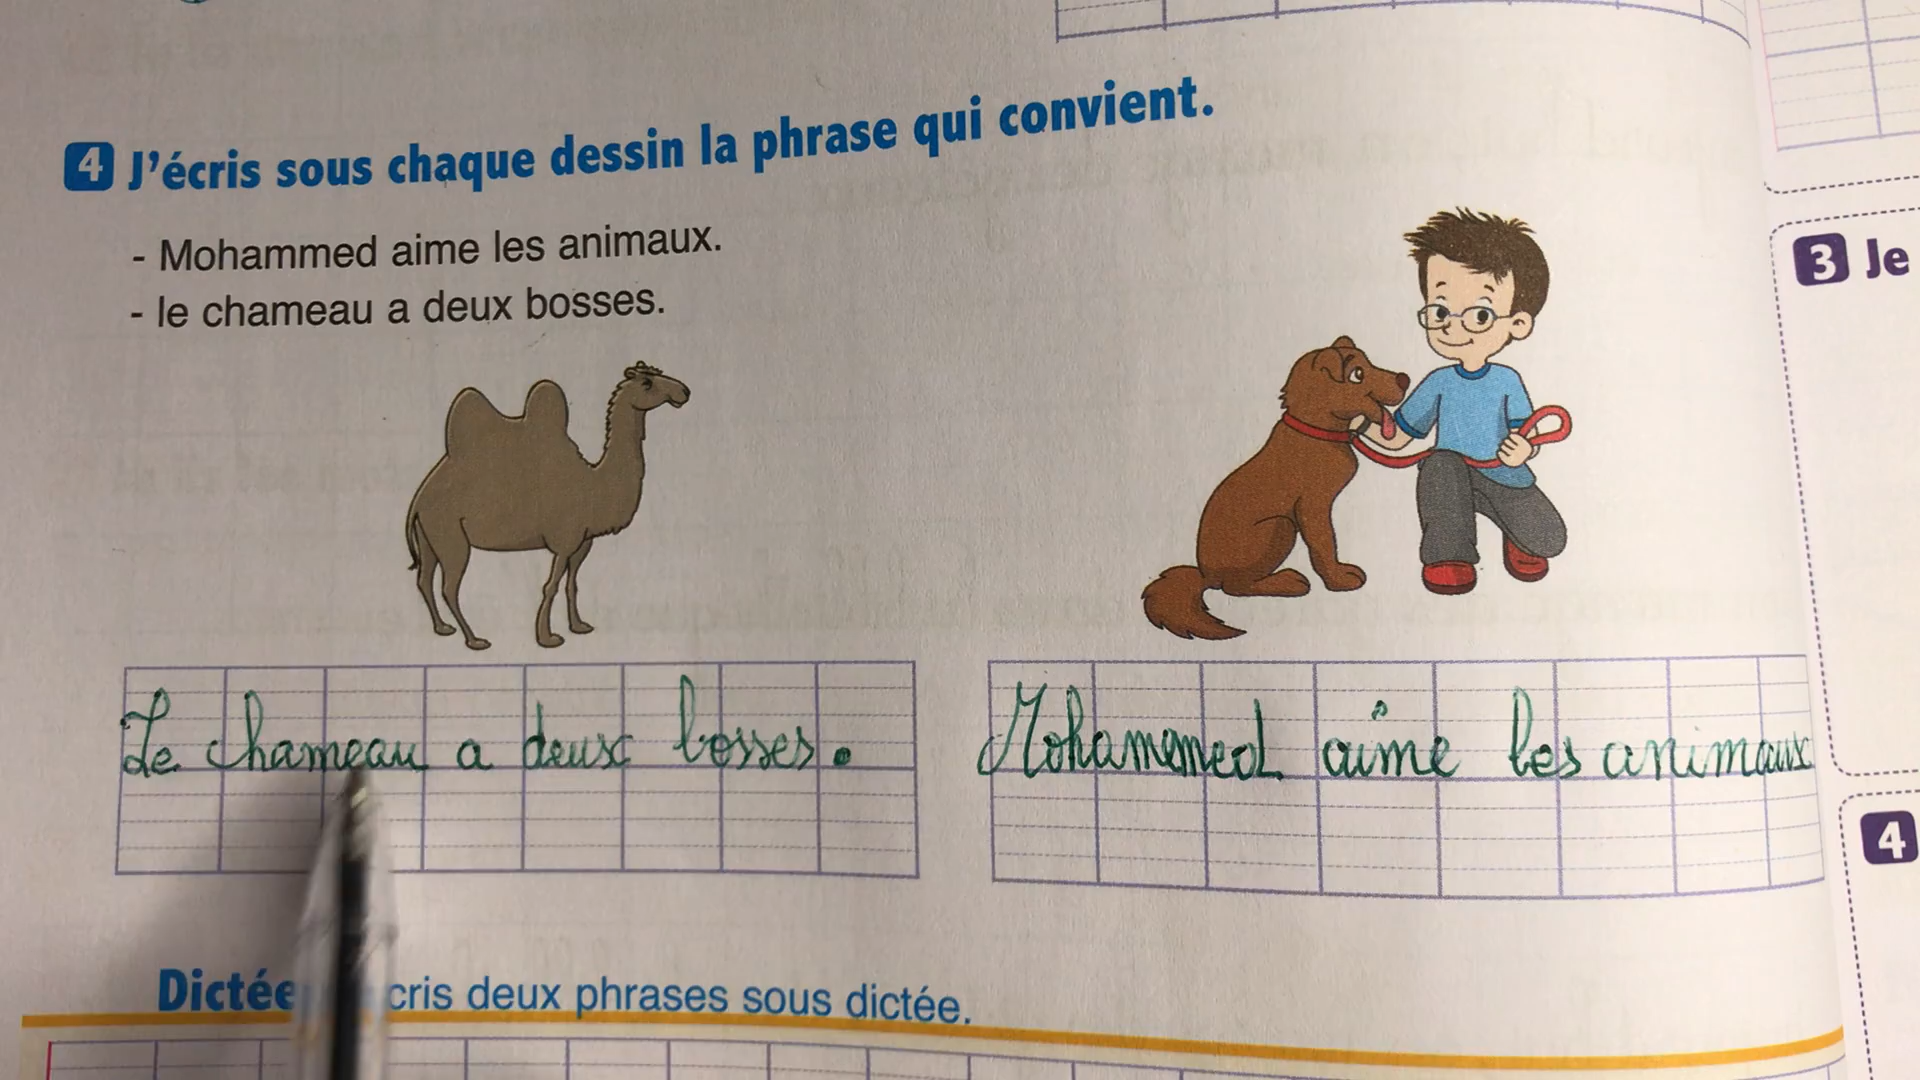 4 J'écris sous chaque dessin la phrase qui convient.
- Mohammed aime les animaux.
- le chameau a deux bosses.
3 Je
Le chameau a deux bosses.
Mohamemed aime les animaux
4
Dictée cris deux phrases sous dictée.